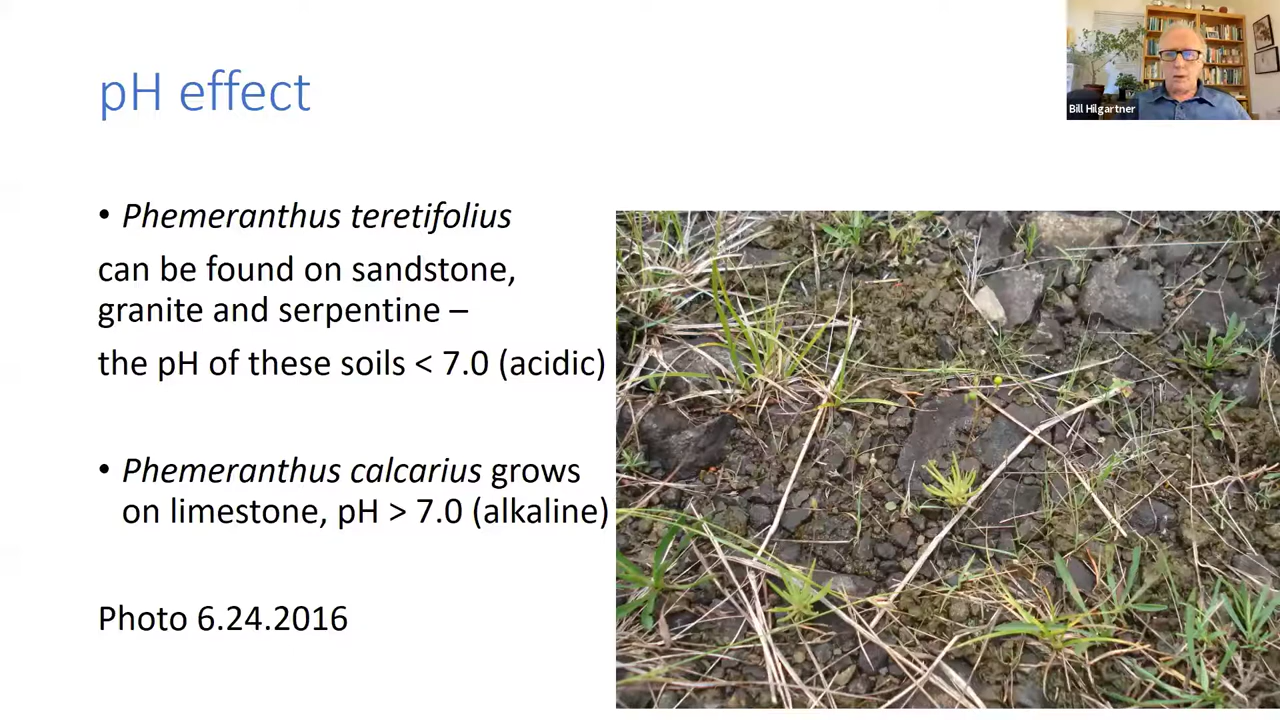 pH effect
Bill Hilgartner
• Phemeranthus teretifolius
can be found on sandstone,
granite and serpentine –
the pH of these soils < 7.0 (acidic)
• Phemeranthus calcarius grows
on limestone, pH > 7.0 (alkaline)
Photo 6.24.2016